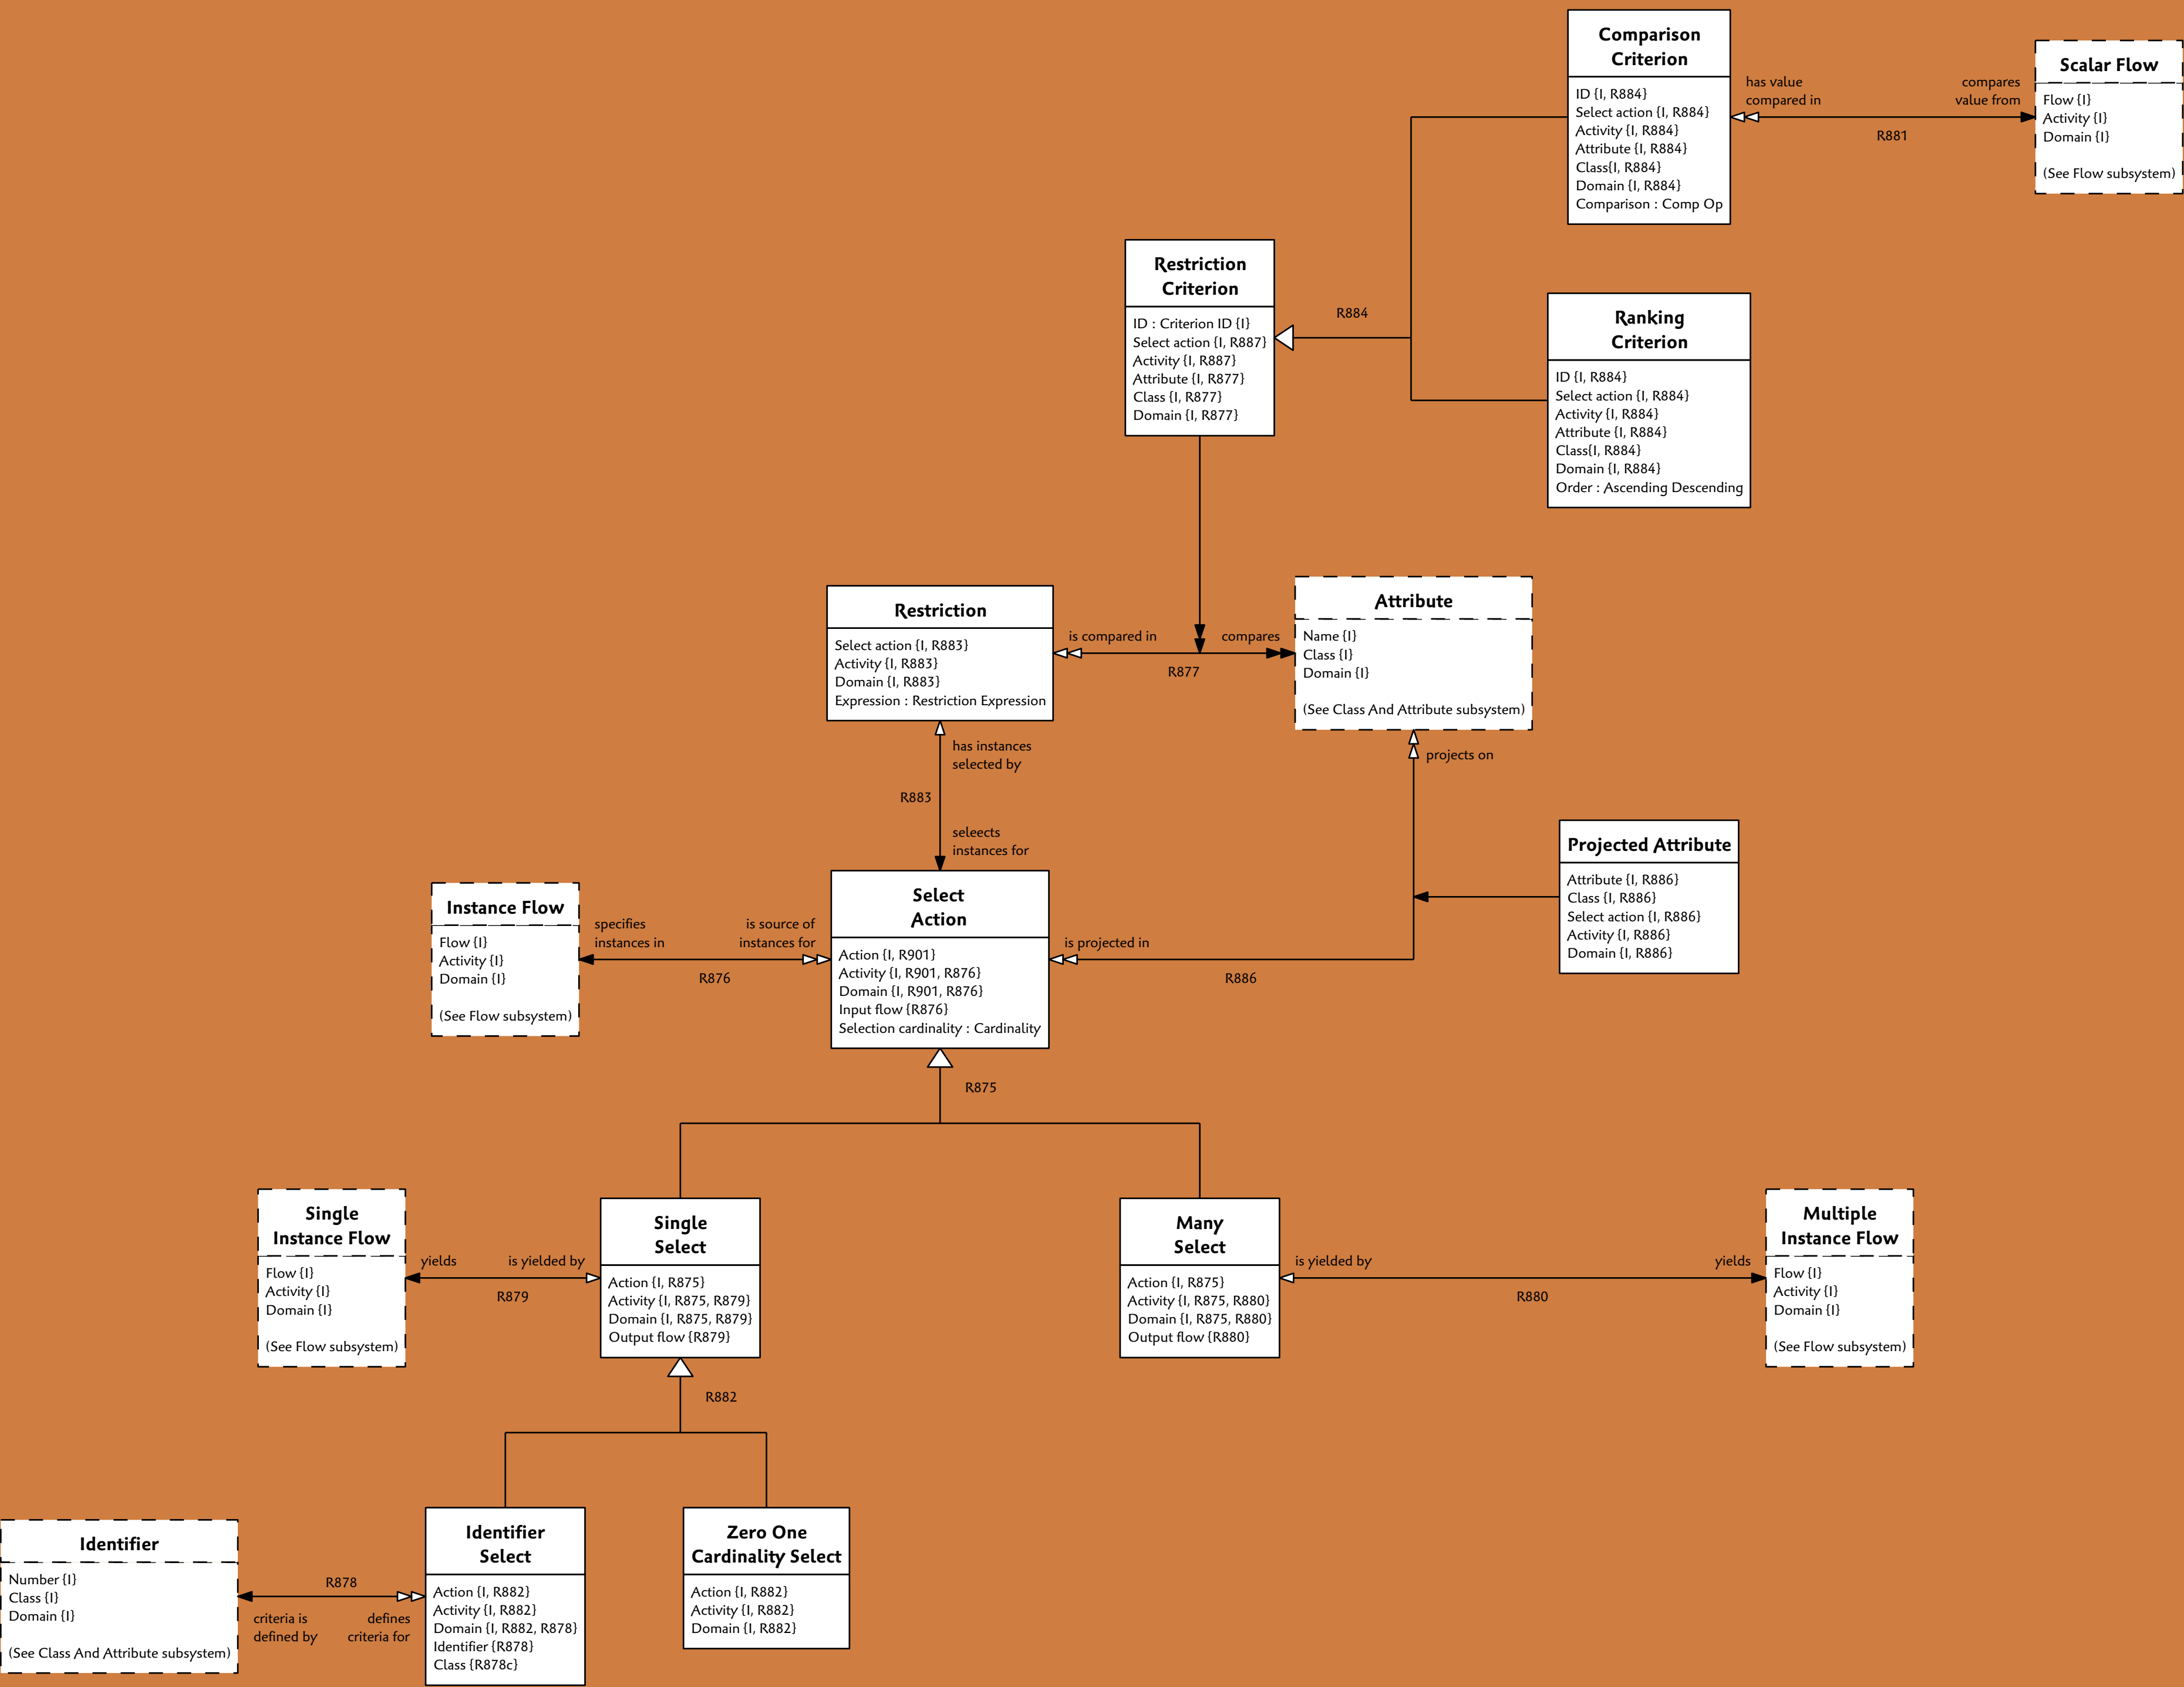 Comparison
Criterion
ID {I, R884}
Select action {I, R884}
Activity {I, R884}
Attribute {I, R884}
Class{I, R884}
Domain {I, R884}
Comparison : Comp Op
has value
compared in
compares
value from
R881
Scalar Flow
Flow {I}
Activity {I}
Domain {I}
(See Flow subsystem)
Restriction
Criterion
ID : Criterion ID {I}
Select action {I, R887}
Activity {I, R887}
Attribute {I, R877}
Class {I, R877}
Domain {I, R877}
R884
Ranking
Criterion
ID {I, R884}
Select action {I, R884}
Activity {I, R884}
Attribute {I, R884}
Class{I, R884}
Domain {I, R884}
Order : Ascending Descending
Restriction
Select action {I, R883}
Activity {I, R883}
Domain {I, R883}
Expression : Restriction Expression
is compared in
compares
R877
Attribute
Name {I}
Class {I}
Domain {I}
(See Class And Attribute subsystem)
has instances
selected by
R883
seleects
instances for
projects on
Projected Attribute
Attribute {I, R886}
Class {I, R886}
Select action {I, R886}
Activity {I, R886}
Domain {I, R886}
Instance Flow
Flow {I}
Activity {I}
Domain {I}
(See Flow subsystem)
specifies
instances in
is source of
instances for
R876
Select
Action
Action {I, R901}
Activity {I, R901, R876}
Domain {I, R901, R876}
Input flow {R876}
Selection cardinality : Cardinality
is projected in
R886
R875
Single
Instance Flow
Flow {I}
Activity {I}
Domain {I}
(See Flow subsystem)
yields
is yielded by
R879
Single
Select
Action {I, R875}
Activity {I, R875, R879}
Domain {I, R875, R879}
Output flow {R879}
Many
Select
Action {I, R875}
Activity {I, R875, R880}
Domain {I, R875, R880}
Output flow {R880}
is yielded by
yields
R880
Multiple
Instance Flow
Flow {I}
Activity {I}
Domain {I}
(See Flow subsystem)
R882
Identifier
Number {I}
Class {I}
Domain {I}
(See Class And Attribute subsystem)
R878
criteria is
defined by
defines
criteria for
Identifier
Select
Action {I, R882}
Activity {I, R882}
Domain {I, R882, R878}
Identifier {R878}
Class {R878c}
Zero One
Cardinality Select
Action {I, R882}
Activity {I, R882}
Domain {I, R882}